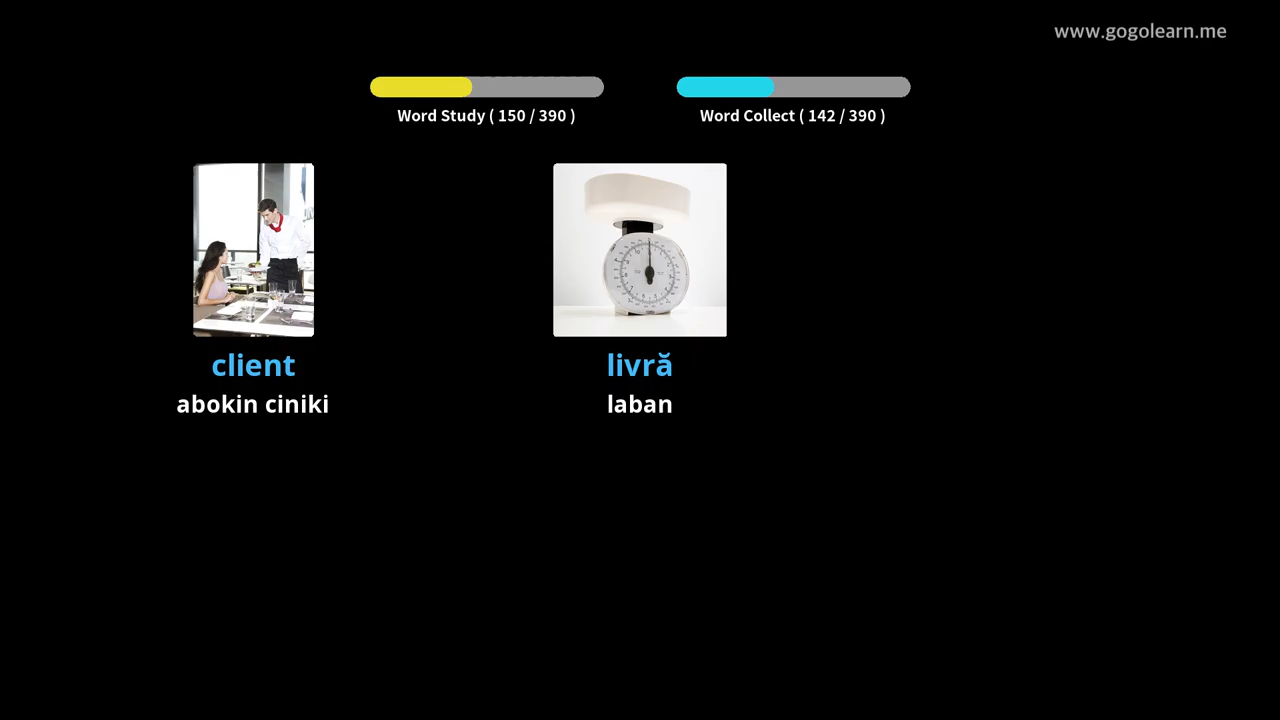 www.gogolearn.me
Word Study ( 150 / 390 )
Word Collect ( 142 / 390 )
client
livră
abokin ciniki
laban